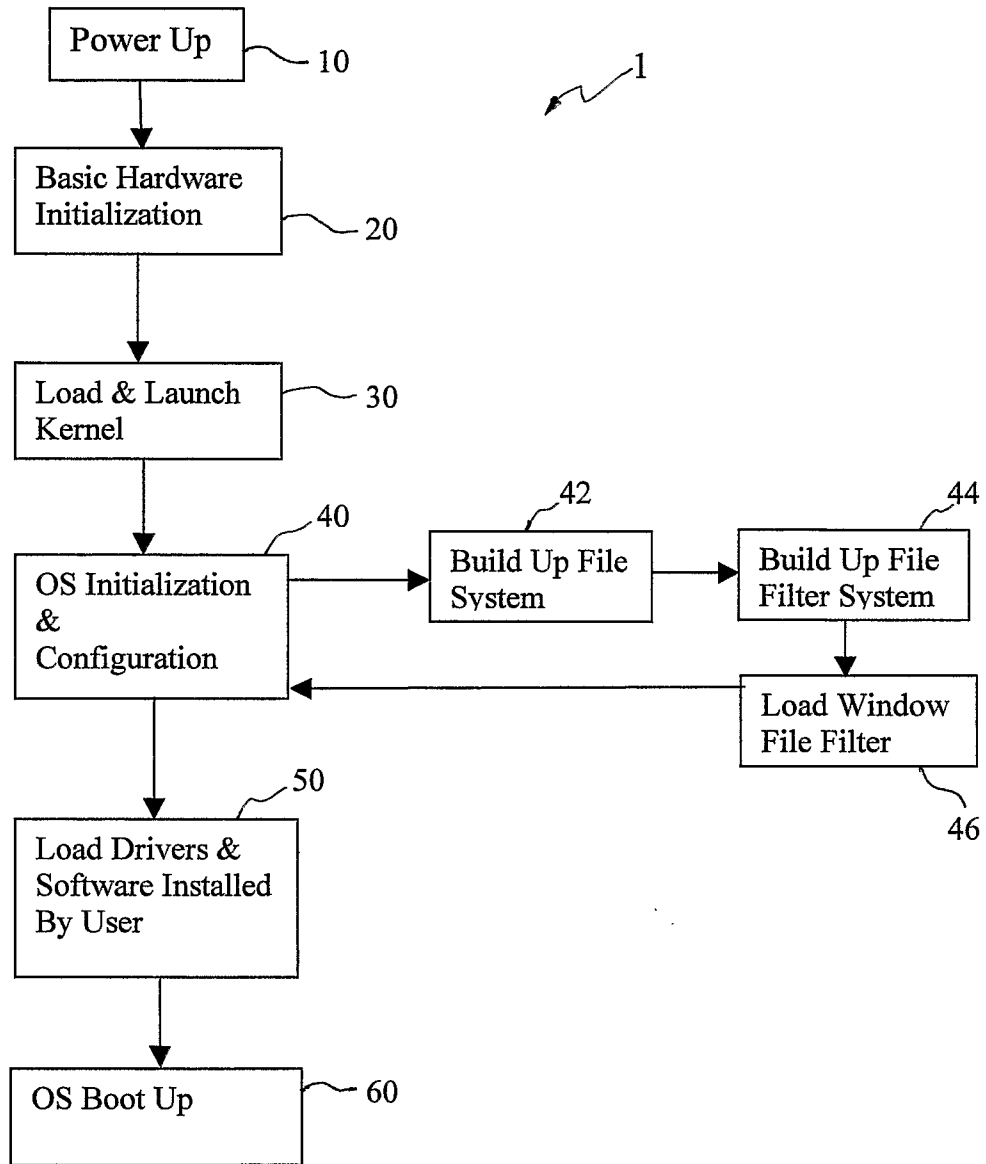 Power Up
10
1
Basic Hardware
Initialization
20
Load & Launch
Kernel
30
40
OS Initialization
&
Configuration
42
Build Up File
System
44
Build Up File
Filter System
Load Window
File Filter
46
50
Load Drivers &
Software Installed
By User
OS Boot Up
60